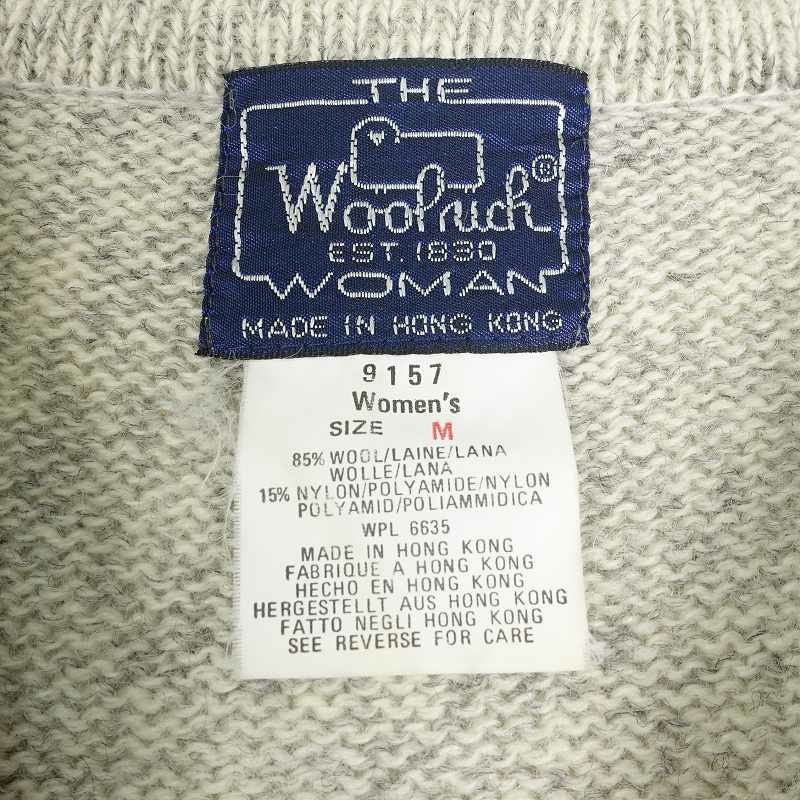 THE
Woolrich®
EST. 1830
WOMAN
MADE IN HONG KONG
9157
Women's
SIZE M
85% WOOL/LAINE/LANA
WOLLE/LANA
15% NYLON/POLYAMIDE/NYLON
POLYAMID/POLIAMMIDICA
WPL 6635
MADE IN HONG KONG
FABRIQUE A HONG KONG
HECHO EN HONG KONG
HERGESTELLT AUS HONG KONG
FATTO NEGLI HONG KONG
SEE REVERSE FOR CARE